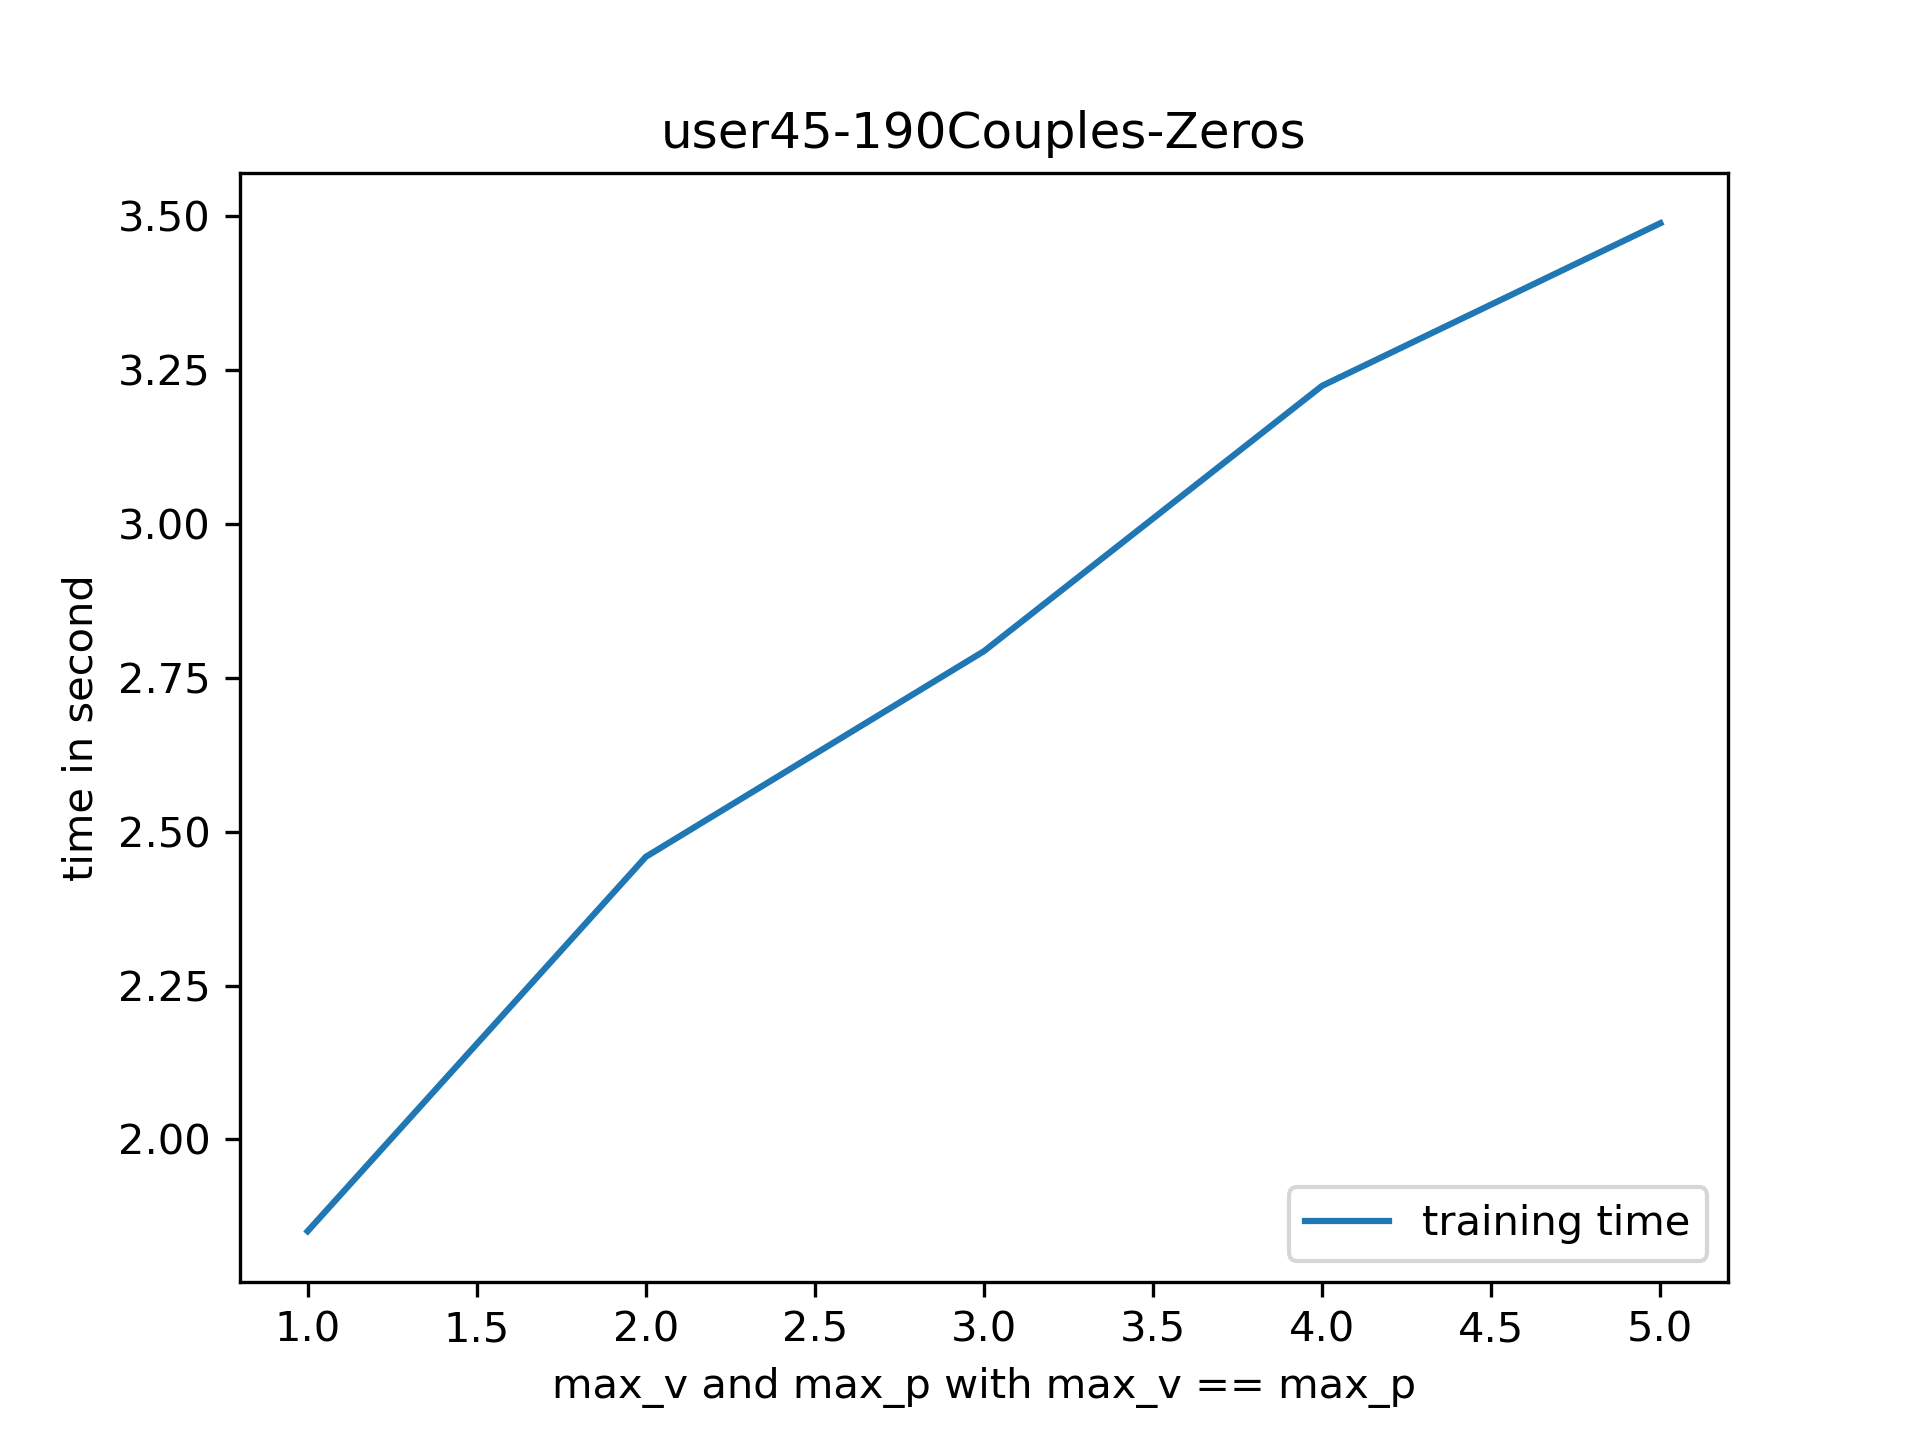 user45-190Couples-Zeros
3.50
3.25
3.00
2.75
2.50
2.25
2.00
time in second
training time
1.0 1.5 2.0 2.5 3.0 3.5 4.0 4.5 5.0
max_v and max_p with max_v == max_p